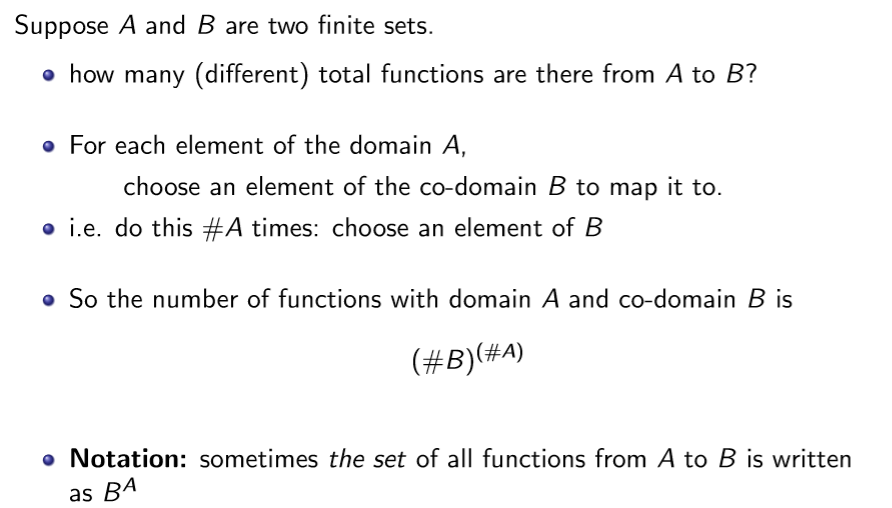 Suppose A and B are two finite sets.
• how many (different) total functions are there from A to B?
• For each element of the domain A,
choose an element of the co-domain B to map it to.
• i.e. do this #A times: choose an element of B
• So the number of functions with domain A and co-domain B is
(#B)^(#A)
• Notation: sometimes the set of all functions from A to B is written
as B^A